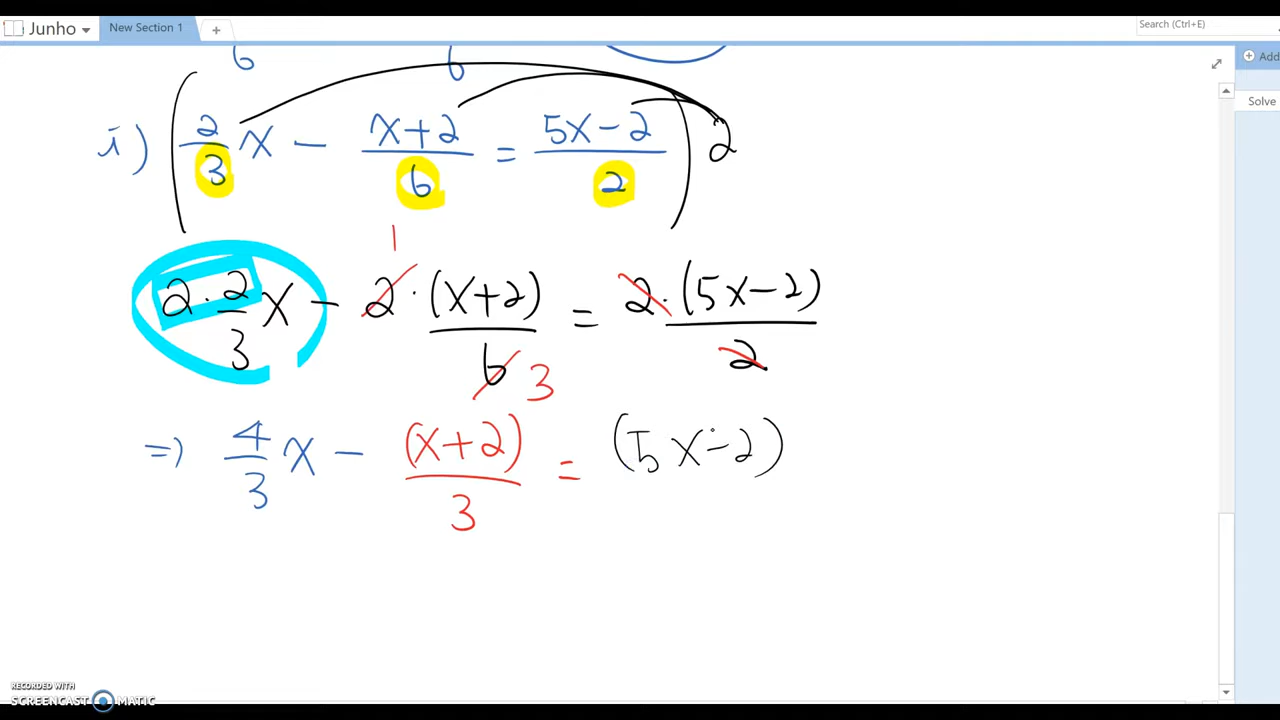 Junho
New Section 1
+
Search (Ctrl+E)
Add
Solve
6 6
i) ( 2/3 x - (x+2)/6 = (5x-2)/2 ) 2
1
2 · 2/3 x - 2 · (x+2)/6 = 2 · (5x-2)/2
3
=) 4/3 x - (x+2)/3 = (5x-2)
RECORDED WITH
SCREENCAST MATIC